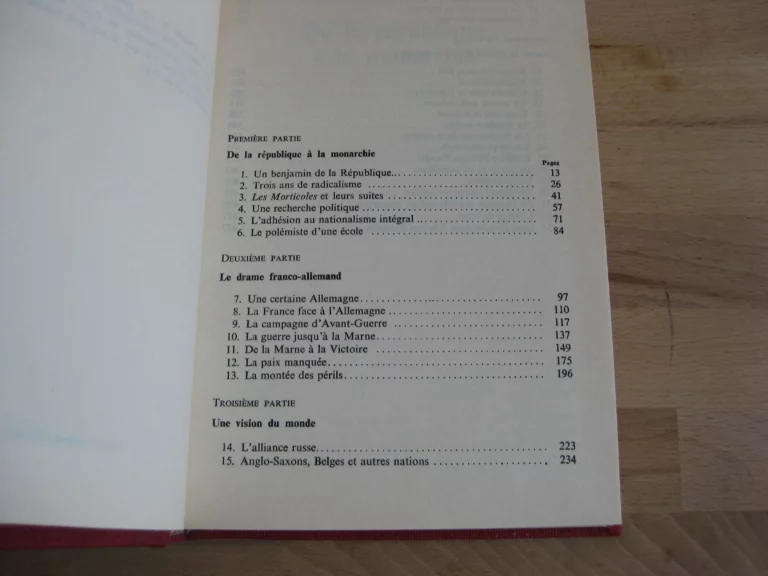 PREMIÈRE PARTIE
De la république à la monarchie
Pages
1. Un benjamin de la République.............................. 13
2. Trois ans de radicalisme .............................. 26
3. Les Morticoles et leurs suites .............................. 41
4. Une recherche politique .............................. 57
5. L'adhésion au nationalisme intégral .............................. 71
6. Le polémiste d'une école .............................. 84
DEUXIÈME PARTIE
Le drame franco-allemand
7. Une certaine Allemagne.............................. 97
8. La France face à l'Allemagne .............................. 110
9. La campagne d'Avant-Guerre .............................. 117
10. La guerre jusqu'à la Marne.............................. 137
11. De la Marne à la Victoire .............................. 149
12. La paix manquée.............................. 175
13. La montée des périls.............................. 196
TROISIÈME PARTIE
Une vision du monde
14. L'alliance russe.............................. 223
15. Anglo-Saxons, Belges et autres nations .................... 234